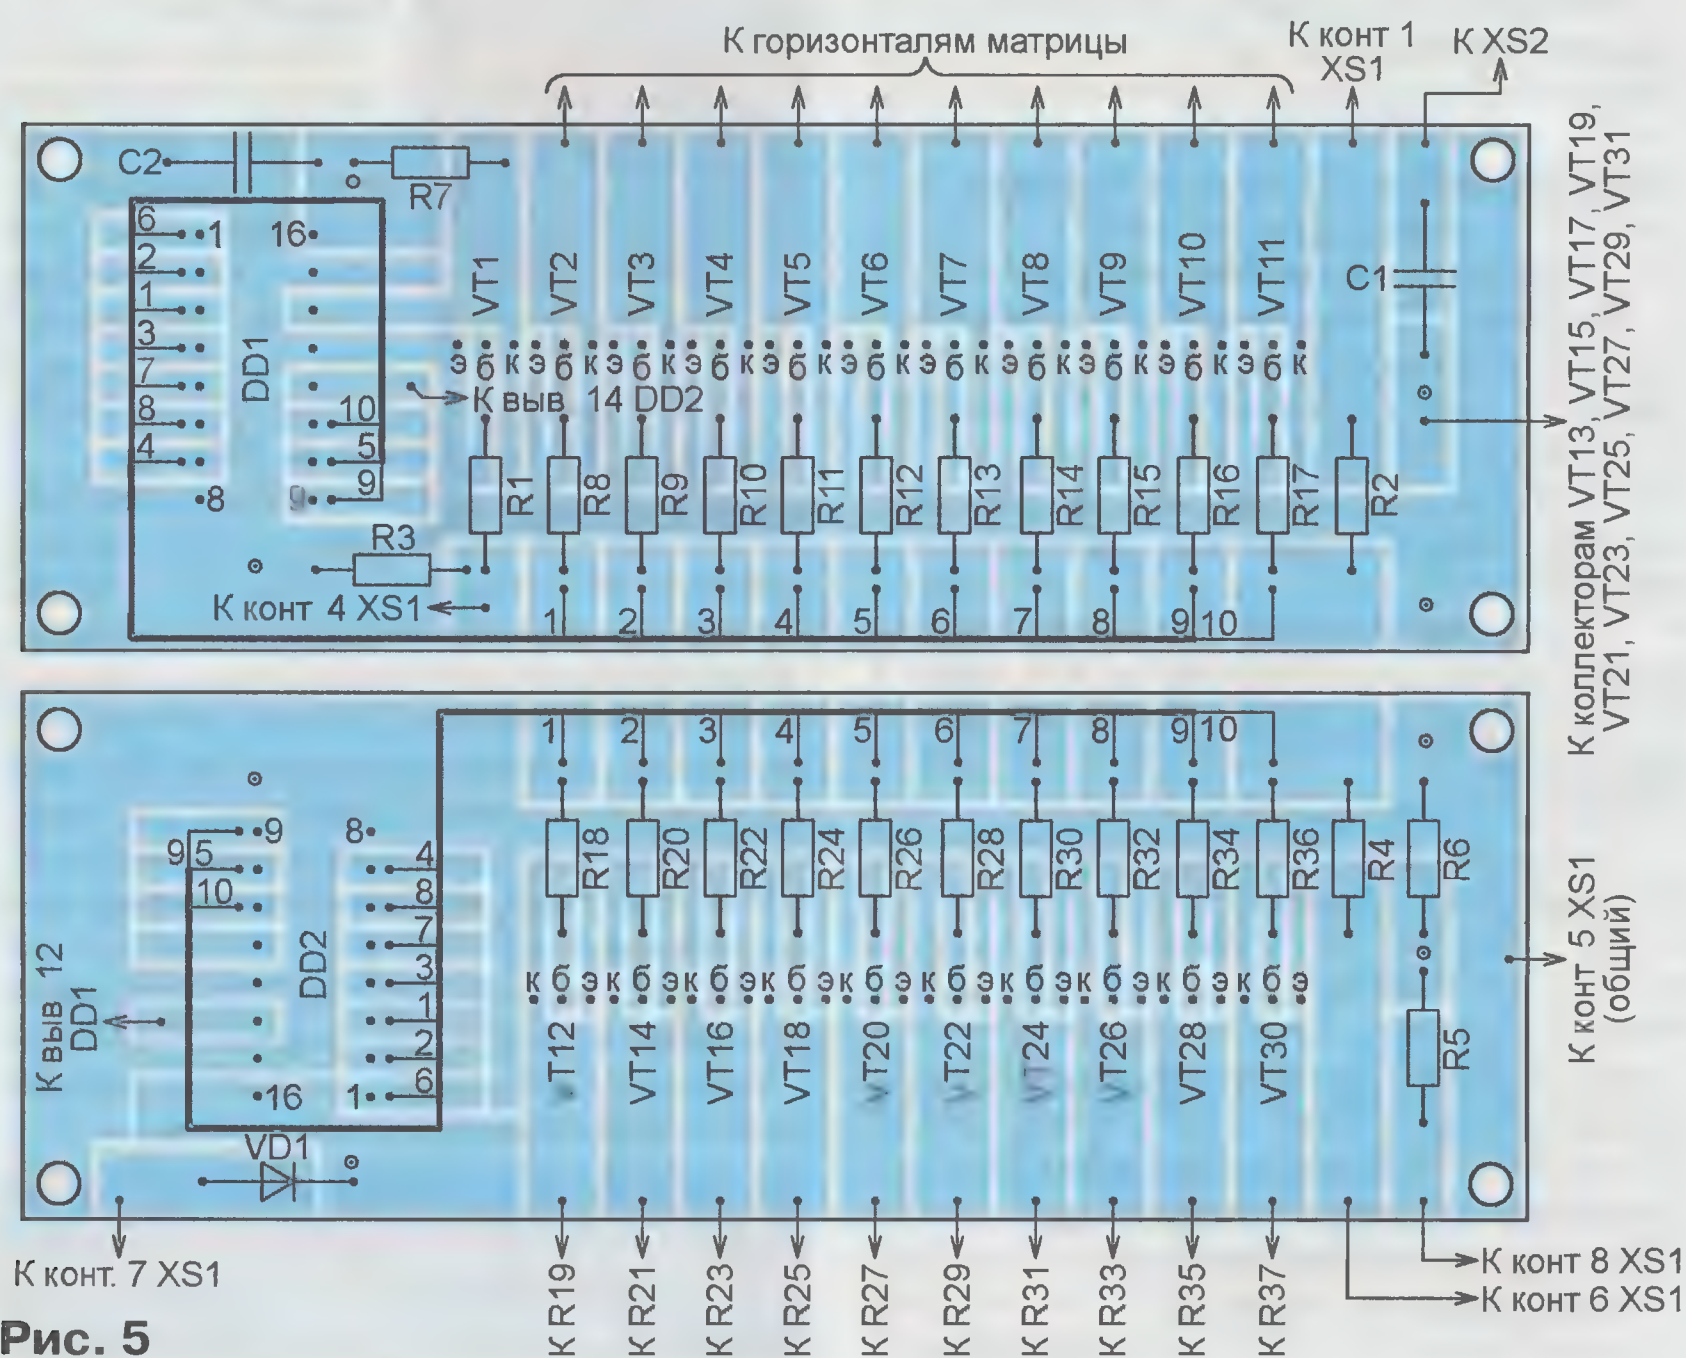 К горизонталям матрицы
К конт 1
XS1
К XS2
C2
R7
6
1
16
2
1
3
7
8
4
8
10
5
9
9
DD1
VT1
VT2
VT3
VT4
VT5
VT6
VT7
VT8
VT9
VT10
VT11
C1
э б к э б к э б к э б к э б к э б к э б к э б к э б к э б к э б к
К выв 14 DD2
R1
R8
R9
R10
R11
R12
R13
R14
R15
R16
R17
R2
R3
К конт 4 XS1
1 2 3 4 5 6 7 8 9 10
К коллекторам VT13, VT15, VT17, VT19,
VT21, VT23, VT25, VT27, VT29, VT31
1 2 3 4 5 6 7 8 9 10
9
8
9 5
10
4
8
7
3
1
2
6
16
1
DD2
К выв 12
DD1
R18
R20
R22
R24
R26
R28
R30
R32
R34
R36
R4
R6
к б э к б э к б э к б э к б э к б э к б э к б э к б э к б э
VT12
VT14
VT16
VT18
VT20
VT22
VT24
VT26
VT28
VT30
R5
К конт 5 XS1
(общий)
VD1
К конт. 7 XS1
К R19
К R21
К R23
К R25
К R27
К R29
К R31
К R33
К R35
К R37
К конт 8 XS1
К конт 6 XS1
Рис. 5